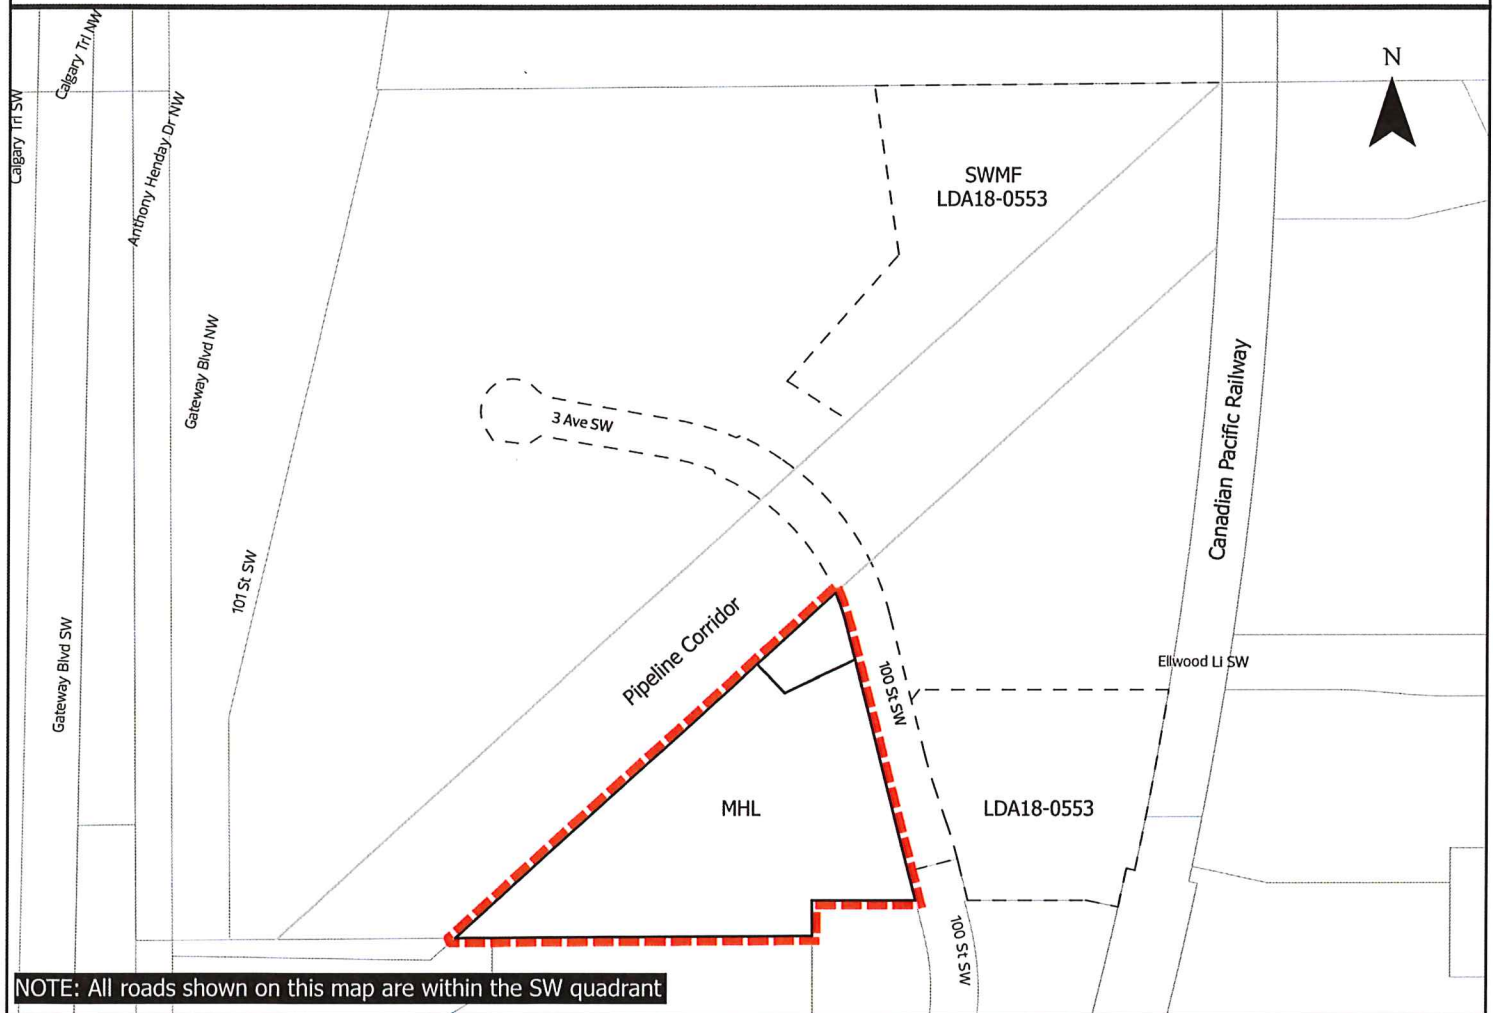 Calgary Trl NW
N
Calgary Trl SW
Anthony Henday Dr NW
SWMF
LDA18-0553
Gateway Blvd NW
Canadian Pacific Railway
3 Ave SW
101 St SW
Pipeline Corridor
Gateway Blvd SW
Ellwood Li SW
100 St SW
MHL
LDA18-0553
100 St SW
NOTE: All roads shown on this map are within the SW quadrant